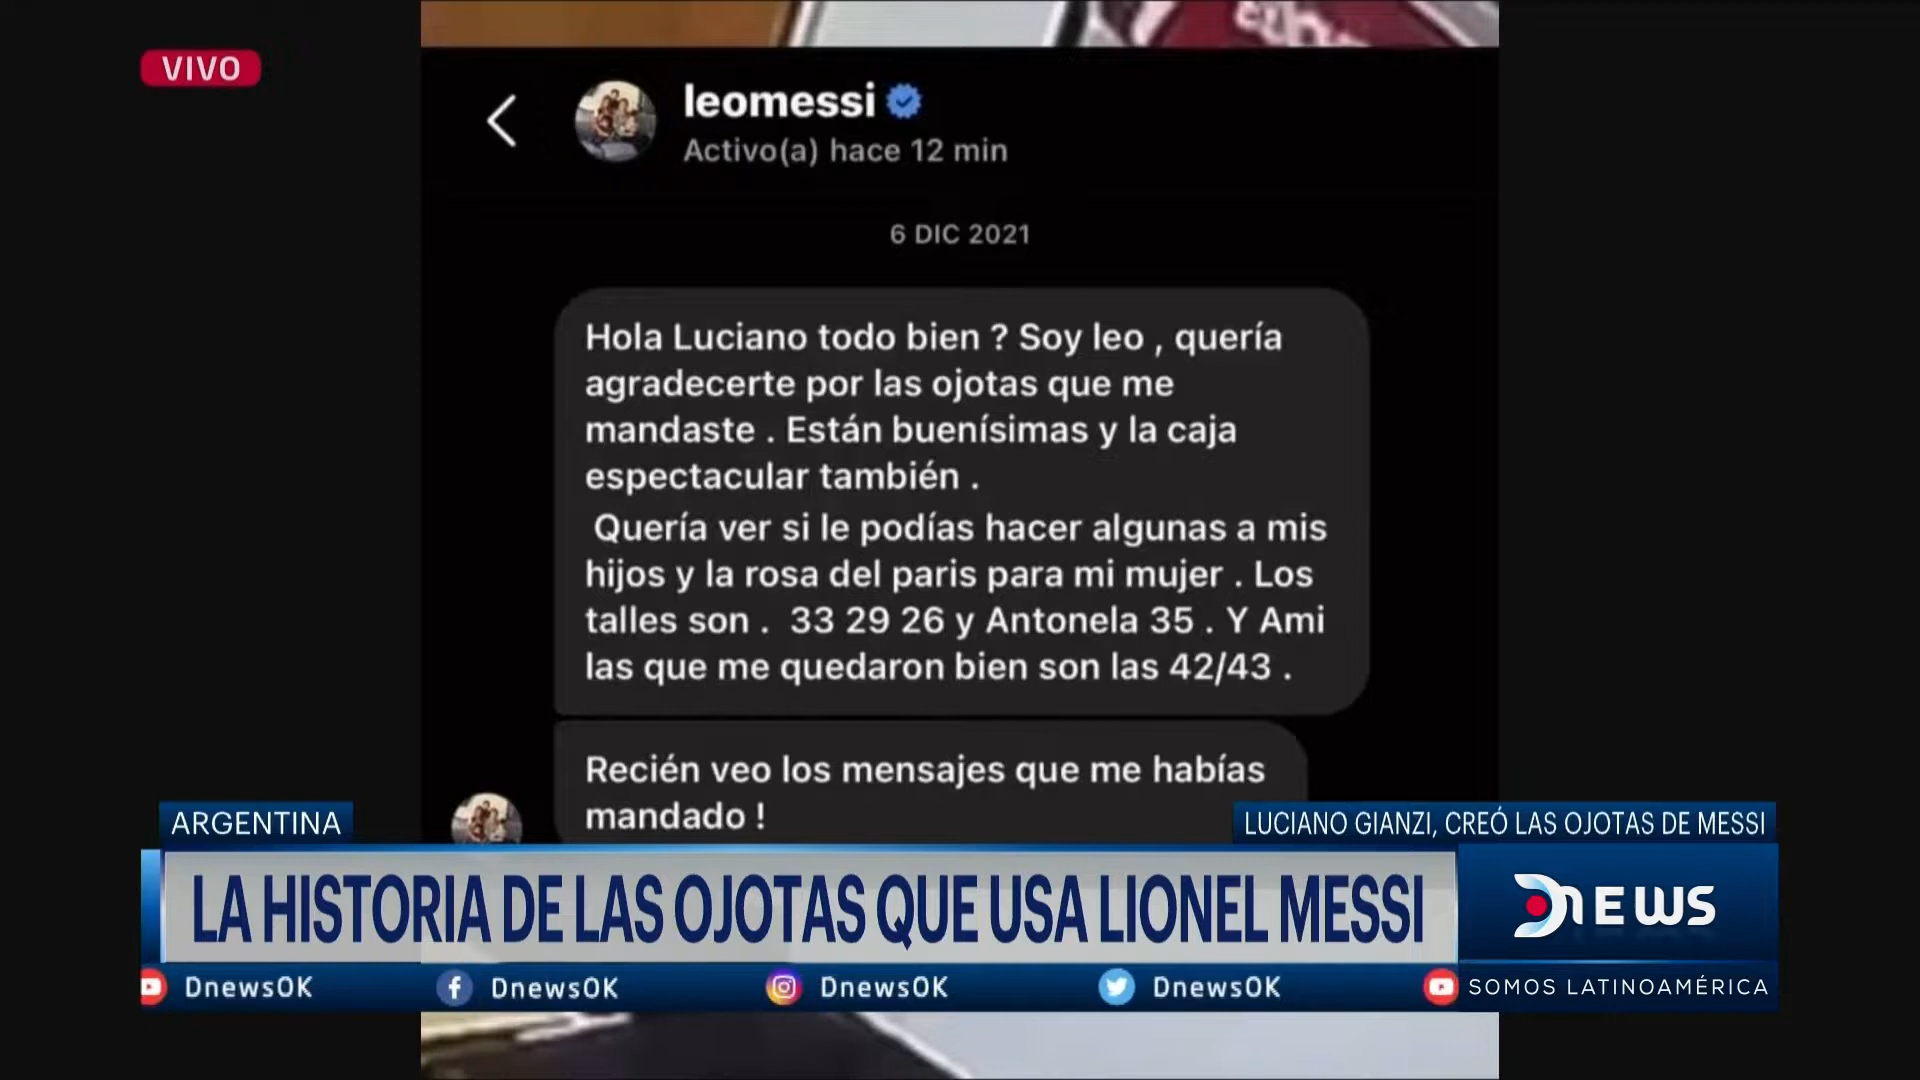 VIVO
leomessi
Activo(a) hace 12 min
6 DIC 2021
Hola Luciano todo bien ? Soy leo , quería
agradecerte por las ojotas que me
mandaste . Están buenísimas y la caja
espectacular también .
Quería ver si le podías hacer algunas a mis
hijos y la rosa del paris para mi mujer . Los
talles son .  33 29 26 y Antonela 35 . Y Ami
las que me quedaron bien son las 42/43 .
Recién veo los mensajes que me habías
mandado !
ARGENTINA
LUCIANO GIANZI, CREÓ LAS OJOTAS DE MESSI
LA HISTORIA DE LAS OJOTAS QUE USA LIONEL MESSI
DNEWS
DnewsOK
DnewsOK
DnewsOK
DnewsOK
SOMOS LATINOAMÉRICA